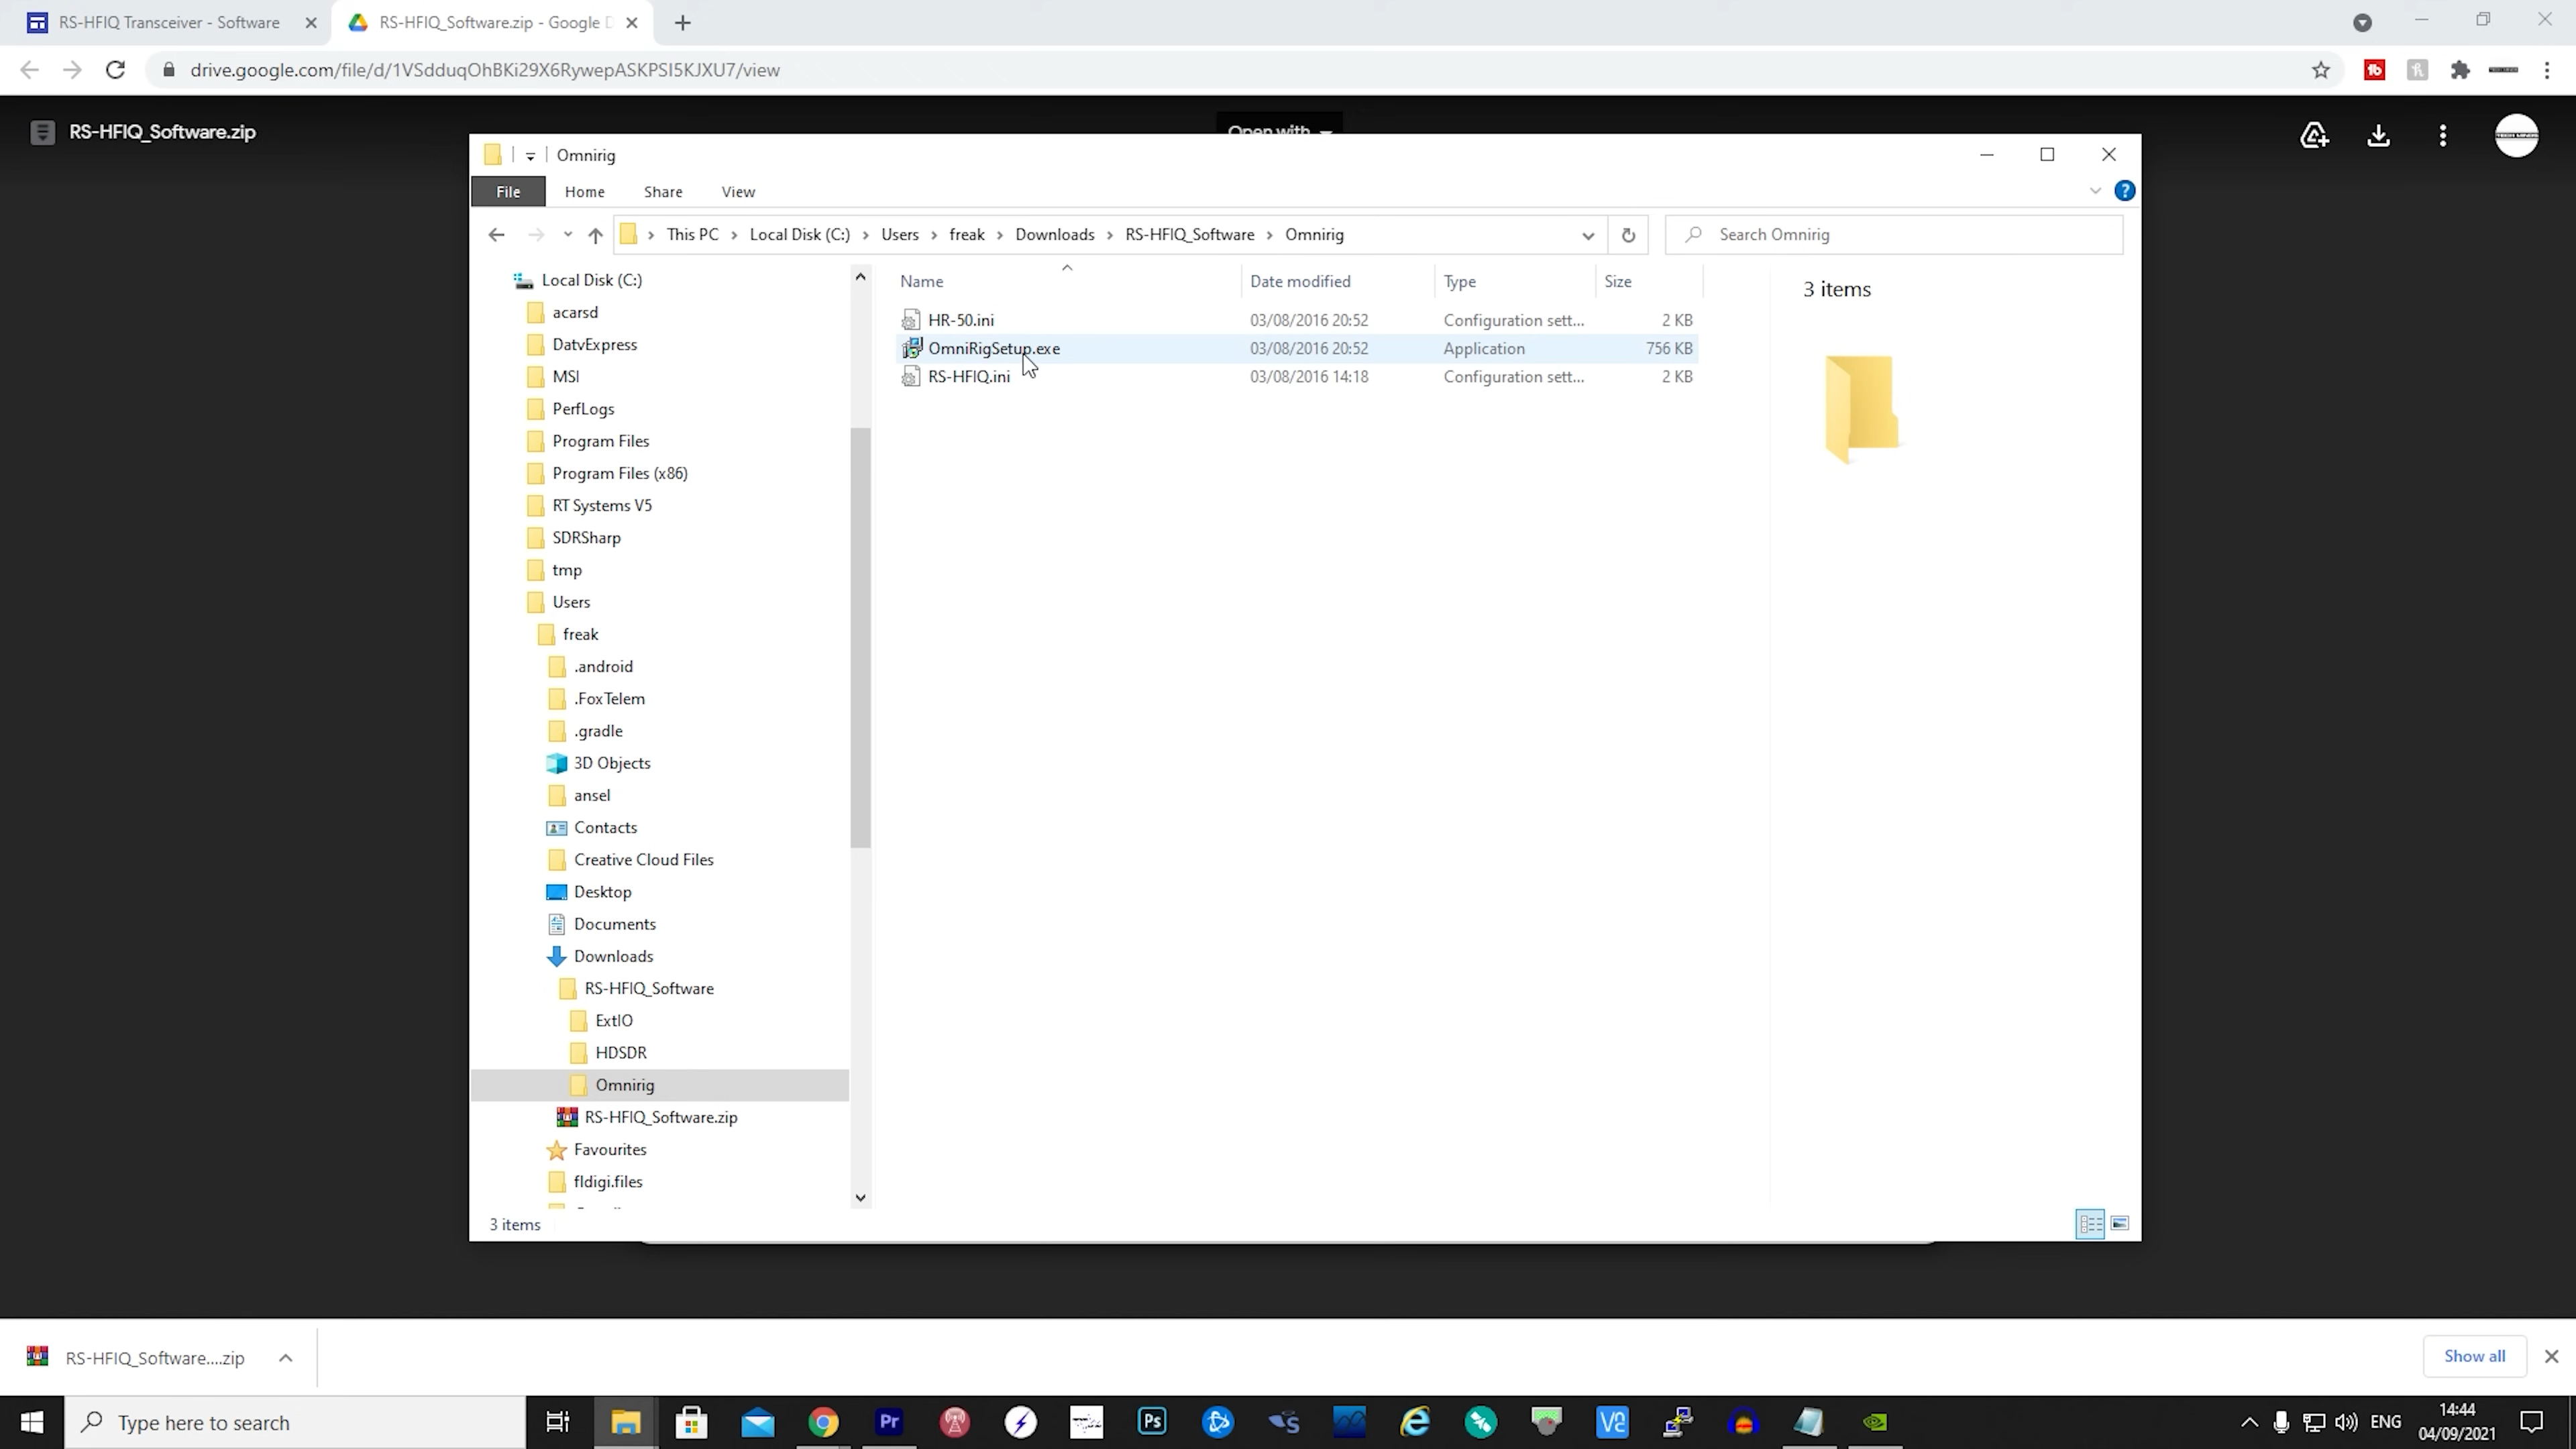 RS-HFIQ Transceiver - Software
RS-HFIQ_Software.zip - Google D
drive.google.com/file/d/1VSdduqOhBKi29X6RywepASKPSI5KJXU7/view
RS-HFIQ_Software.zip
Open with
Omnirig
File Home Share View
This PC Local Disk (C:) Users freak Downloads RS-HFIQ_Software Omnirig
Search Omnirig
Name Date modified Type Size
HR-50.ini 03/08/2016 20:52 Configuration sett... 2 KB
OmniRigSetup.exe 03/08/2016 20:52 Application 756 KB
RS-HFIQ.ini 03/08/2016 14:18 Configuration sett... 2 KB
3 items
Local Disk (C:)
acarsd
DatvExpress
MSI
PerfLogs
Program Files
Program Files (x86)
RT Systems V5
SDRSharp
tmp
Users
freak
.android
.FoxTelem
.gradle
3D Objects
ansel
Contacts
Creative Cloud Files
Desktop
Documents
Downloads
RS-HFIQ_Software
ExtIO
HDSDR
Omnirig
RS-HFIQ_Software.zip
Favourites
fldigi.files
3 items
RS-HFIQ_Software....zip
Show all
Type here to search
Pr
Ps
ENG
14:44
04/09/2021